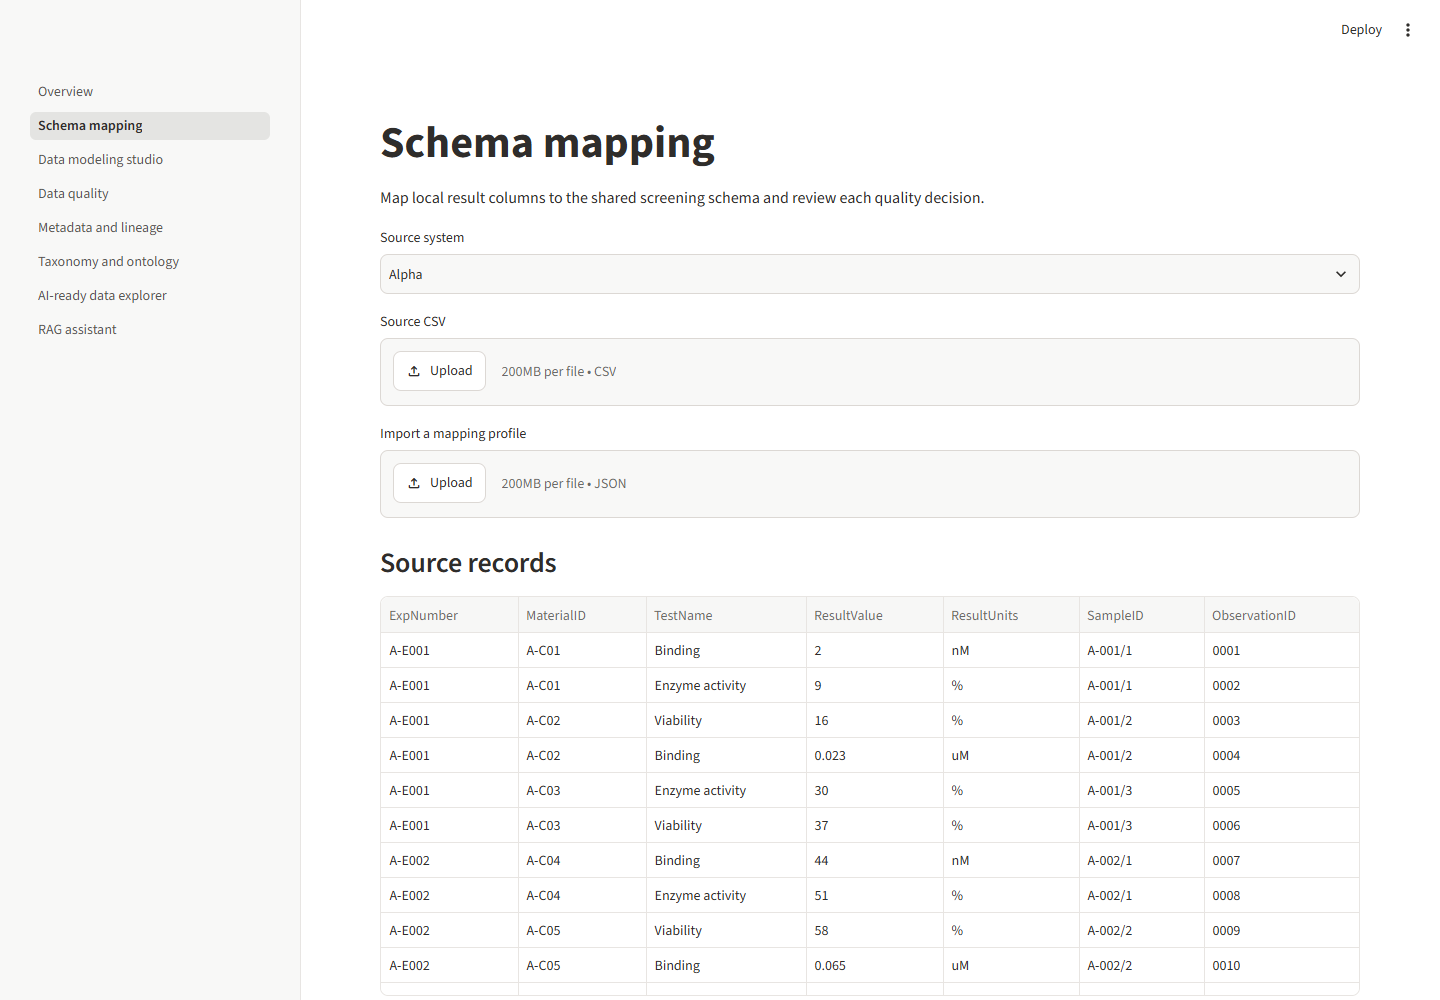 Deploy
Overview
Schema mapping
Data modeling studio
Data quality
Metadata and lineage
Taxonomy and ontology
AI-ready data explorer
RAG assistant
Schema mapping
Map local result columns to the shared screening schema and review each quality decision.
Source system
Alpha
Source CSV
Upload 200MB per file • CSV
Import a mapping profile
Upload 200MB per file • JSON
Source records
ExpNumber MaterialID TestName ResultValue ResultUnits SampleID ObservationID
A-E001 A-C01 Binding 2 nM A-001/1 0001
A-E001 A-C01 Enzyme activity 9 % A-001/1 0002
A-E001 A-C02 Viability 16 % A-001/2 0003
A-E001 A-C02 Binding 0.023 uM A-001/2 0004
A-E001 A-C03 Enzyme activity 30 % A-001/3 0005
A-E001 A-C03 Viability 37 % A-001/3 0006
A-E002 A-C04 Binding 44 nM A-002/1 0007
A-E002 A-C04 Enzyme activity 51 % A-002/1 0008
A-E002 A-C05 Viability 58 % A-002/2 0009
A-E002 A-C05 Binding 0.065 uM A-002/2 0010